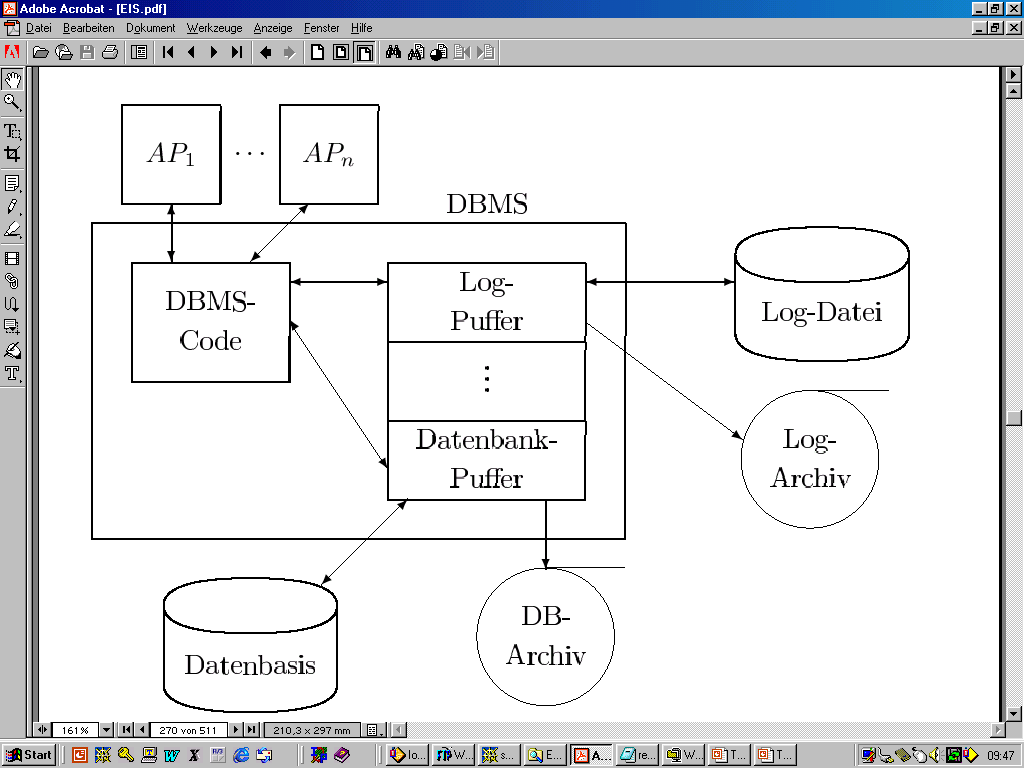 Adobe Acrobat - [EIS.pdf]
Datei Bearbeiten Dokument Werkzeuge Anzeige Fenster Hilfe
AP1 ··· APn
DBMS
DBMS-
Code
Log-
Puffer
⋮
Datenbank-
Puffer
Log-Datei
Log-
Archiv
Datenbasis
DB-
Archiv
161% 270 von 511 210,3 x 297 mm
Start lo... W... s... E... A... re... W... T... T... 09:47